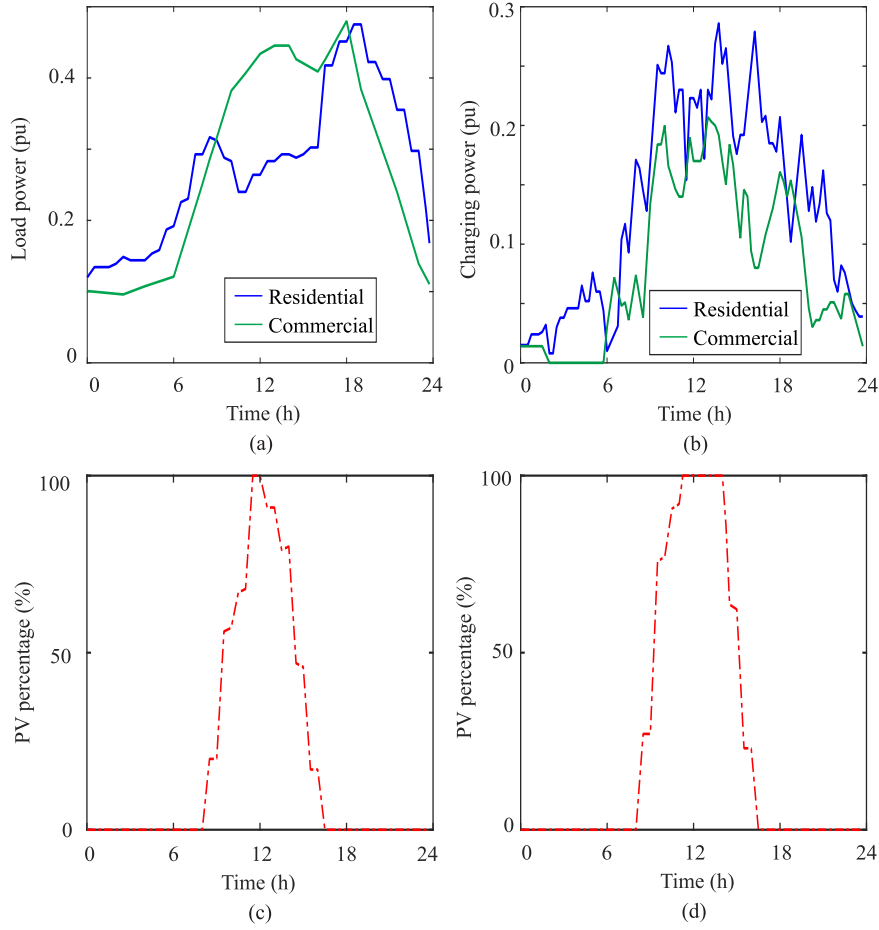 Load power (pu)
0.4
0.2
0
Residential
Commercial
0 6 12 18 24
Time (h)
(a)
Charging power (pu)
0.3
0.2
0.1
0
Residential
Commercial
0 6 12 18 24
Time (h)
(b)
PV percentage (%)
100
50
0
0 6 12 18 24
Time (h)
(c)
PV percentage (%)
100
50
0
0 6 12 18 24
Time (h)
(d)